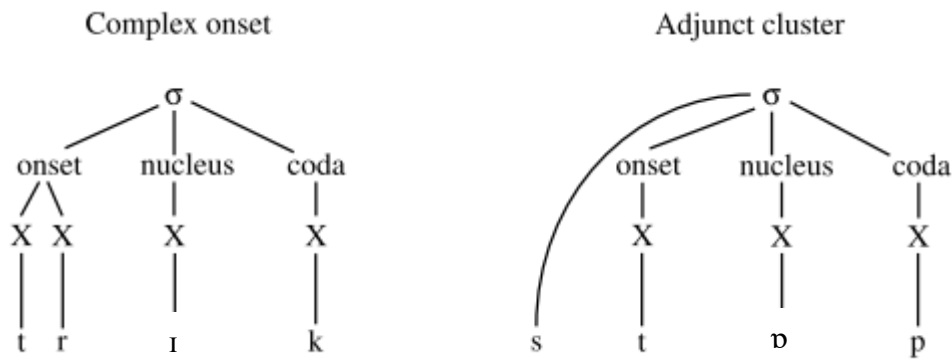 Complex onset Adjunct cluster
σ σ
onset nucleus coda onset nucleus coda
X X X X X X X
t r ɪ k s t ɒ p